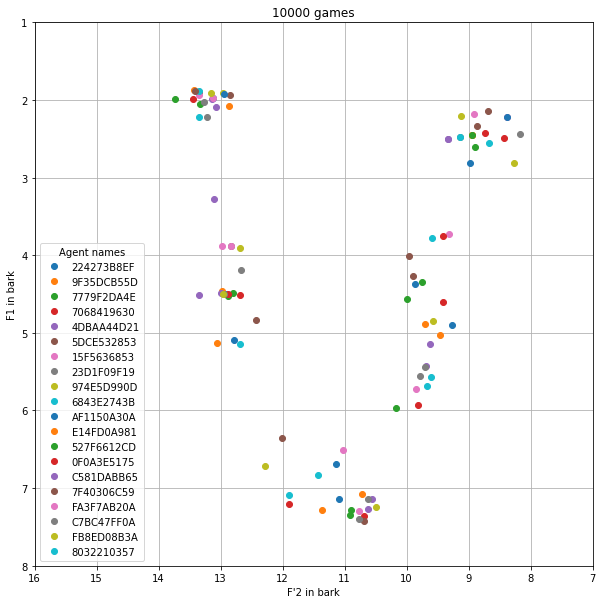 10000 games
1
2
3
4
5
6
7
8
F1 in bark
Agent names
224273B8EF
9F35DCB55D
7779F2DA4E
7068419630
4DBAA44D21
5DCE532853
15F5636853
23D1F09F19
974E5D990D
6843E2743B
AF1150A30A
E14FD0A981
527F6612CD
0F0A3E5175
C581DABB65
7F40306C59
FA3F7AB20A
C7BC47FF0A
FB8ED08B3A
8032210357
16 15 14 13 12 11 10 9 8 7
F'2 in bark